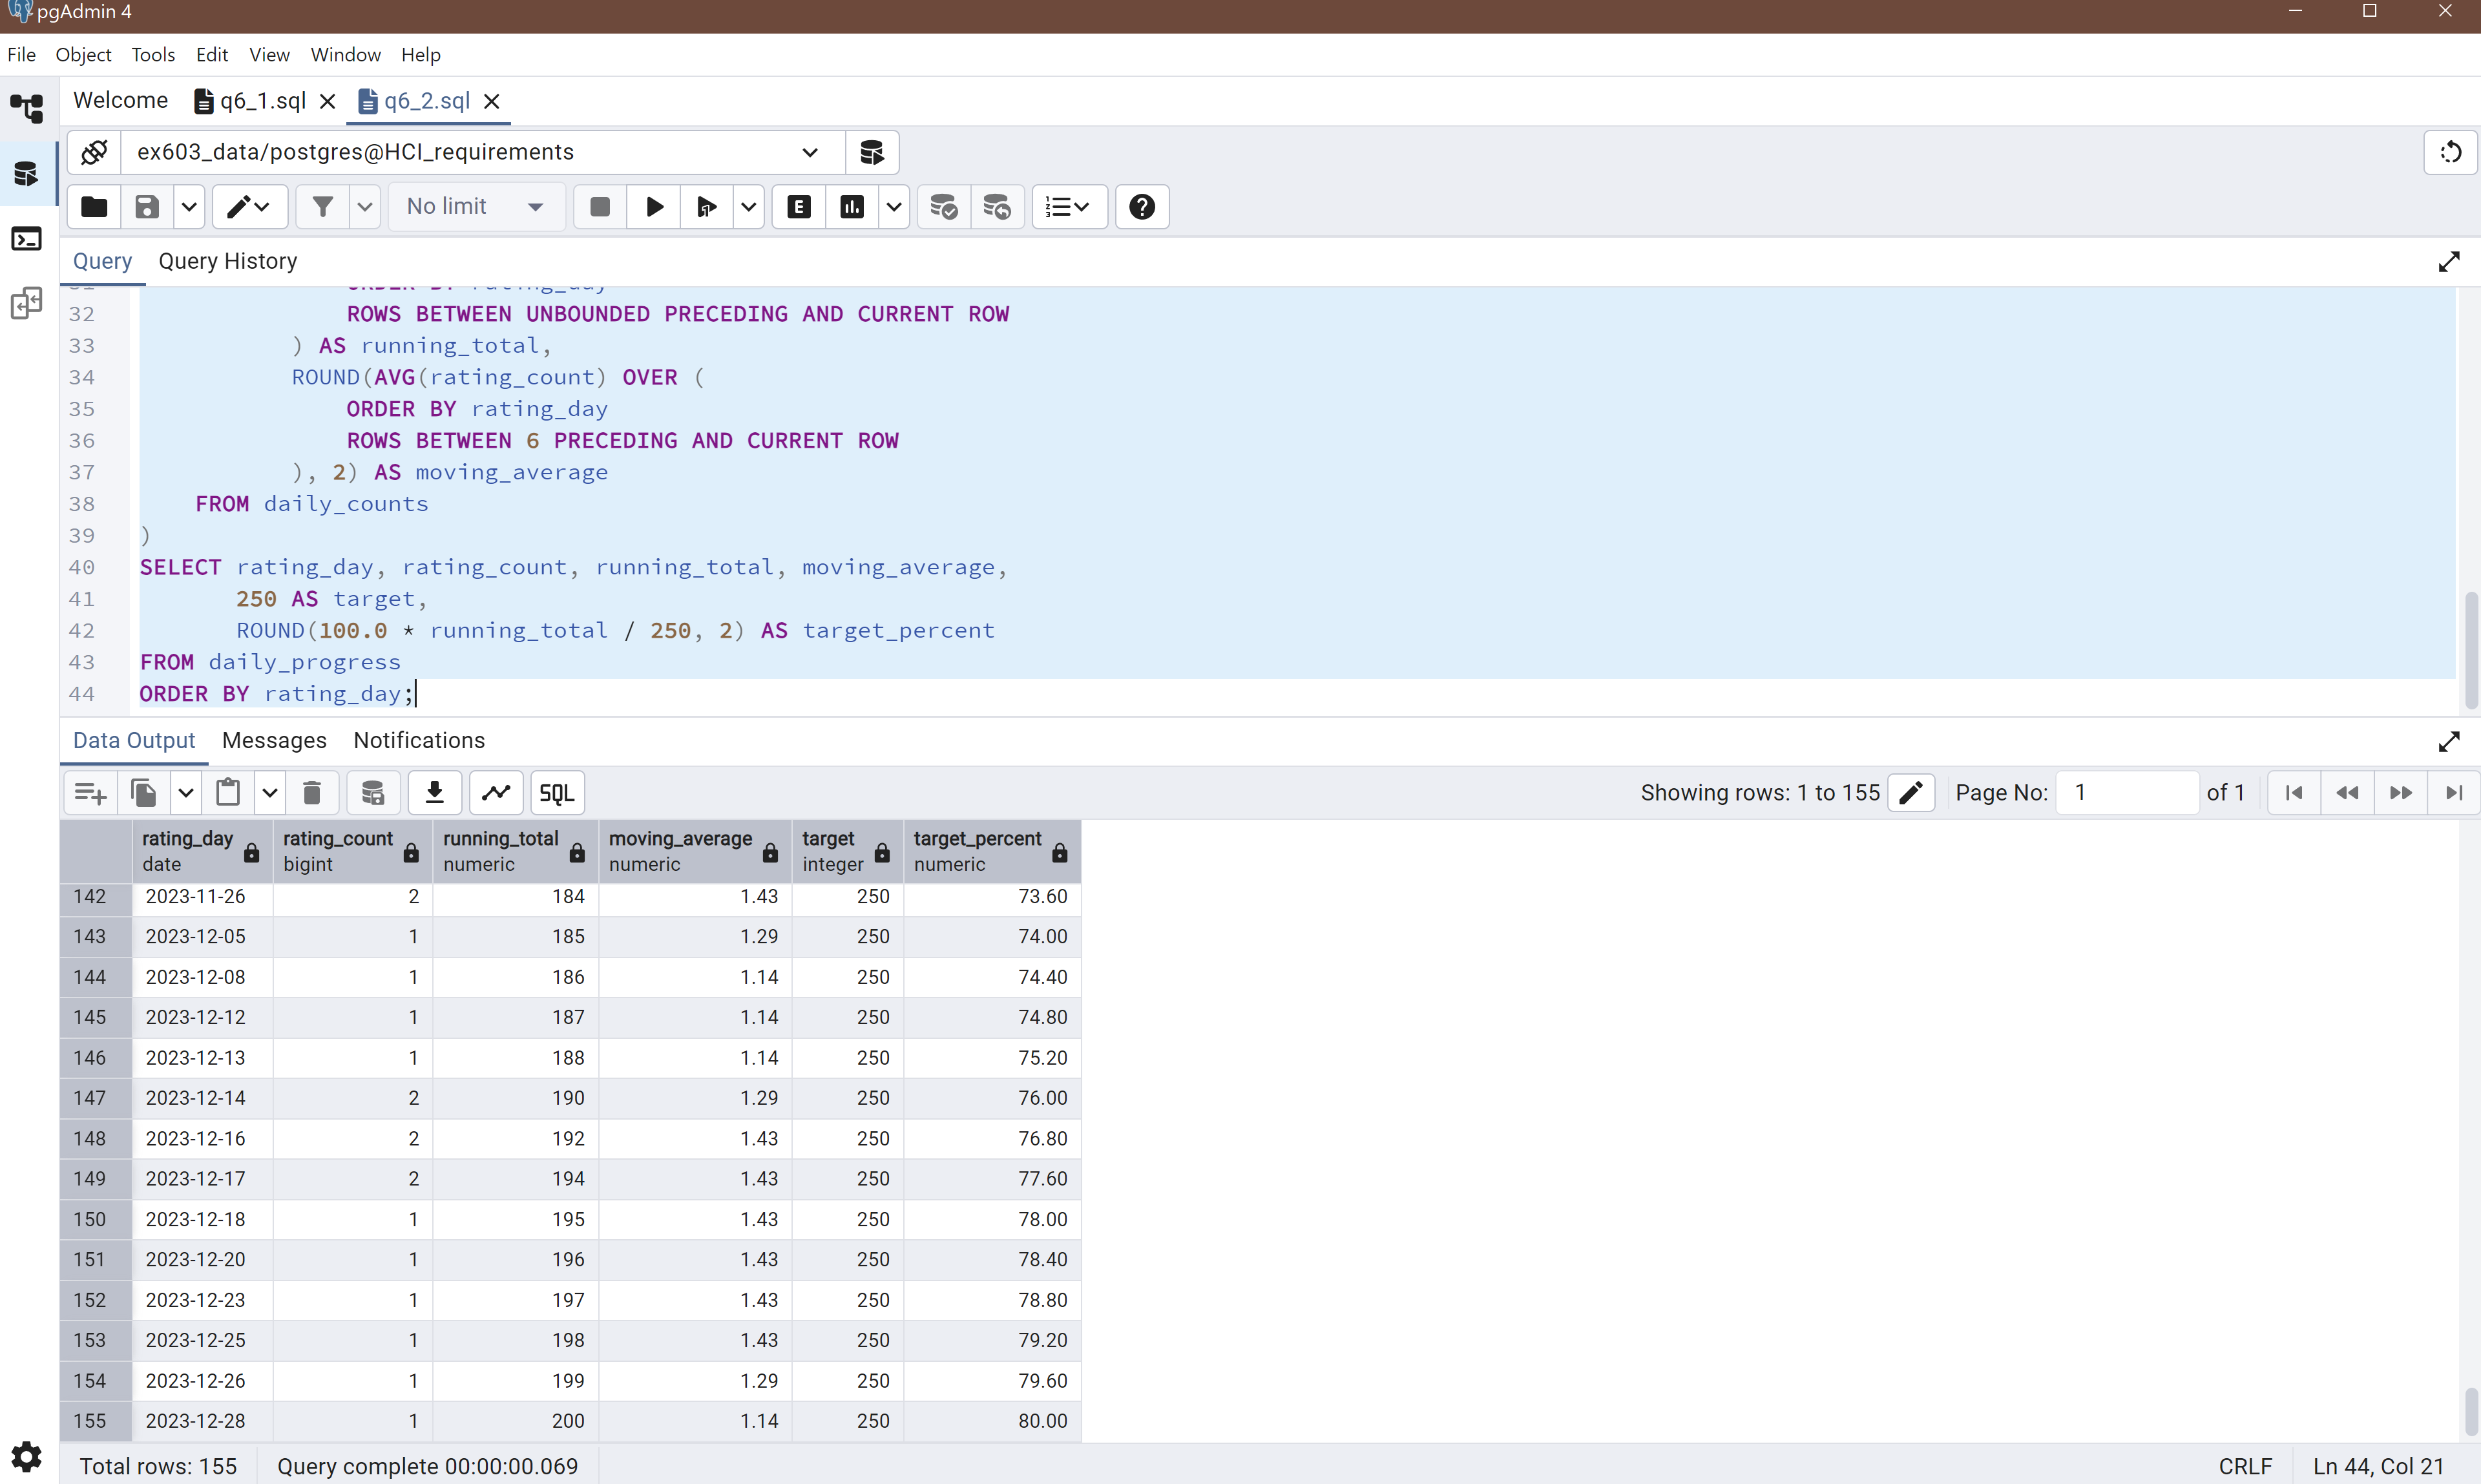 pgAdmin 4
File Object Tools Edit View Window Help
Welcome q6_1.sql q6_2.sql
ex603_data/postgres@HCI_requirements
No limit
Query Query History
31 ORDER BY rating_day
32 ROWS BETWEEN UNBOUNDED PRECEDING AND CURRENT ROW
33 ) AS running_total,
34 ROUND(AVG(rating_count) OVER (
35 ORDER BY rating_day
36 ROWS BETWEEN 6 PRECEDING AND CURRENT ROW
37 ), 2) AS moving_average
38 FROM daily_counts
39 )
40 SELECT rating_day, rating_count, running_total, moving_average,
41 250 AS target,
42 ROUND(100.0 * running_total / 250, 2) AS target_percent
43 FROM daily_progress
44 ORDER BY rating_day;
Data Output Messages Notifications
SQL Showing rows: 1 to 155 Page No: 1 of 1
rating_day rating_count running_total moving_average target target_percent
date bigint numeric numeric integer numeric
142 2023-11-26 2 184 1.43 250 73.60
143 2023-12-05 1 185 1.29 250 74.00
144 2023-12-08 1 186 1.14 250 74.40
145 2023-12-12 1 187 1.14 250 74.80
146 2023-12-13 1 188 1.14 250 75.20
147 2023-12-14 2 190 1.29 250 76.00
148 2023-12-16 2 192 1.43 250 76.80
149 2023-12-17 2 194 1.43 250 77.60
150 2023-12-18 1 195 1.43 250 78.00
151 2023-12-20 1 196 1.43 250 78.40
152 2023-12-23 1 197 1.43 250 78.80
153 2023-12-25 1 198 1.43 250 79.20
154 2023-12-26 1 199 1.29 250 79.60
155 2023-12-28 1 200 1.14 250 80.00
Total rows: 155 Query complete 00:00:00.069 CRLF Ln 44, Col 21